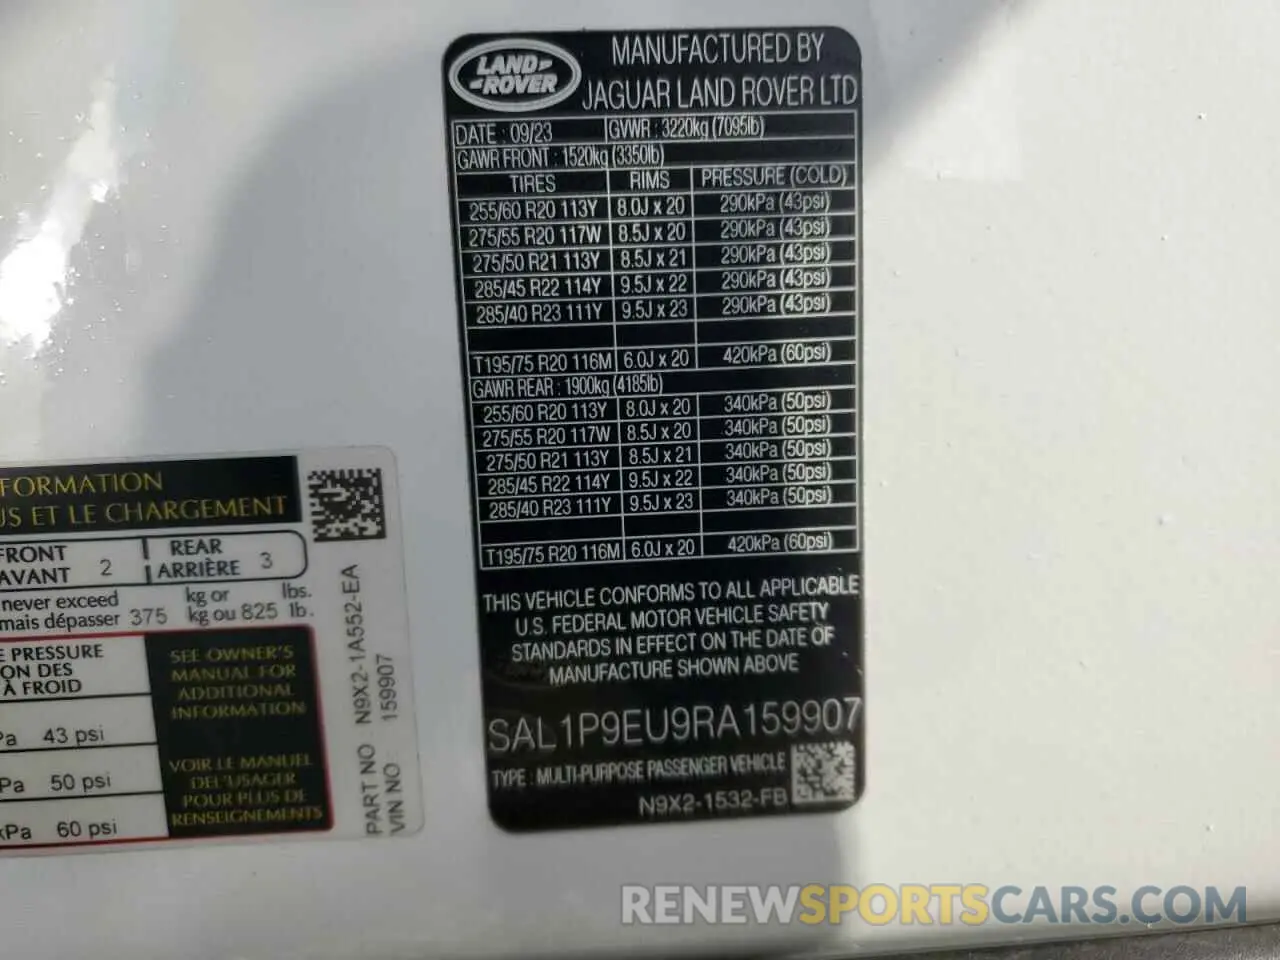 LAND ROVER
MANUFACTURED BY
JAGUAR LAND ROVER LTD
DATE : 09/23 GVWR : 3220kg (7095lb)
GAWR FRONT : 1520kg (3350lb)
TIRES RIMS PRESSURE (COLD)
255/60 R20 113Y 8.0J x 20 290kPa (43psi)
275/55 R20 117W 8.5J x 20 290kPa (43psi)
275/50 R21 113Y 8.5J x 21 290kPa (43psi)
285/45 R22 114Y 9.5J x 22 290kPa (43psi)
285/40 R23 111Y 9.5J x 23 290kPa (43psi)
T195/75 R20 116M 6.0J x 20 420kPa (60psi)
GAWR REAR : 1900kg (4185lb)
255/60 R20 113Y 8.0J x 20 340kPa (50psi)
275/55 R20 117W 8.5J x 20 340kPa (50psi)
275/50 R21 113Y 8.5J x 21 340kPa (50psi)
285/45 R22 114Y 9.5J x 22 340kPa (50psi)
285/40 R23 111Y 9.5J x 23 340kPa (50psi)
T195/75 R20 116M 6.0J x 20 420kPa (60psi)
THIS VEHICLE CONFORMS TO ALL APPLICABLE
U.S. FEDERAL MOTOR VEHICLE SAFETY
STANDARDS IN EFFECT ON THE DATE OF
MANUFACTURE SHOWN ABOVE
SAL1P9EU9RA159907
TYPE : MULTI-PURPOSE PASSENGER VEHICLE
N9X2-1532-FB
FORMATION
US ET LE CHARGEMENT
FRONT 2 REAR 3
AVANT ARRIÈRE
never exceed kg or lbs.
mais dépasser 375 kg ou 825 lb.
E PRESSURE
ON DES
À FROID
Pa 43 psi
Pa 50 psi
kPa 60 psi
SEE OWNER'S
MANUAL FOR
ADDITIONAL
INFORMATION
VOIR LE MANUEL
DE L'USAGER
POUR PLUS DE
RENSEIGNEMENTS
PART NO N9X2-1A552-EA
VIN NO 159907
RENEWSPORTSCARS.COM